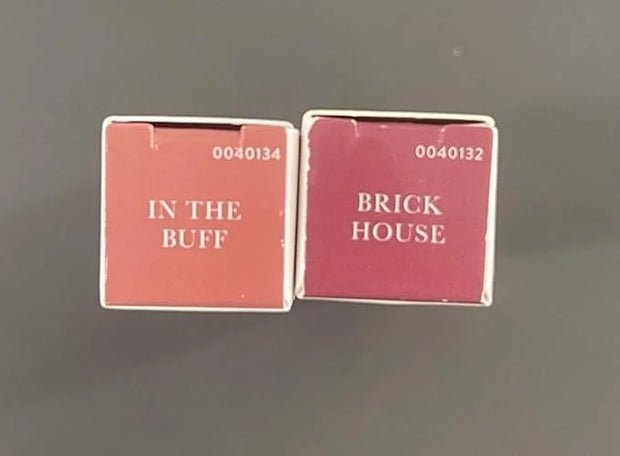 0040134
IN THE
BUFF
0040132
BRICK
HOUSE